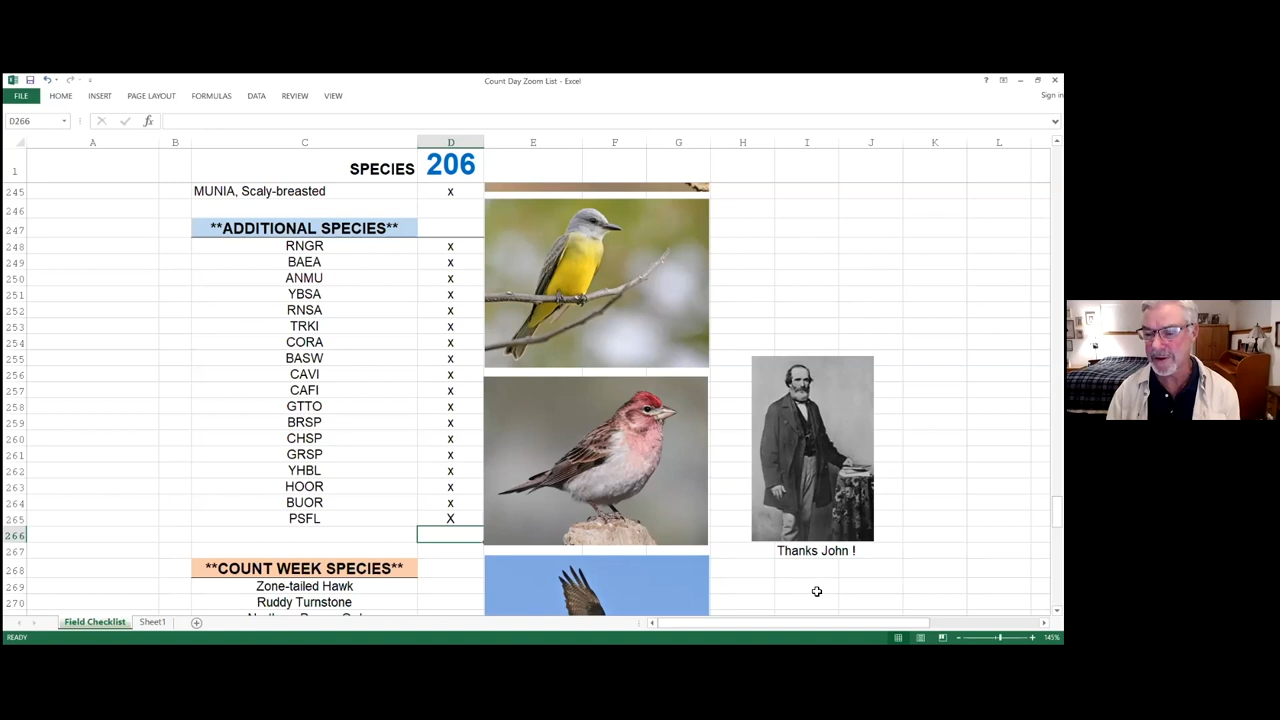 Count Day Zoom List - Excel
?
FILE HOME INSERT PAGE LAYOUT FORMULAS DATA REVIEW VIEW
Sign in
D266 fx
A B C D E F G H I J K L
1 SPECIES 206
245 MUNIA, Scaly-breasted x
246
247 **ADDITIONAL SPECIES**
248 RNGR x
249 BAEA x
250 ANMU x
251 YBSA x
252 RNSA x
253 TRKI x
254 CORA x
255 BASW x
256 CAVI x
257 CAFI x
258 GTTO x
259 BRSP x
260 CHSP x
261 GRSP x
262 YHBL x
263 HOOR x
264 BUOR x
265 PSFL X
266
267 Thanks John !
268 **COUNT WEEK SPECIES**
269 Zone-tailed Hawk
270 Ruddy Turnstone
Field Checklist Sheet1
READY 145%